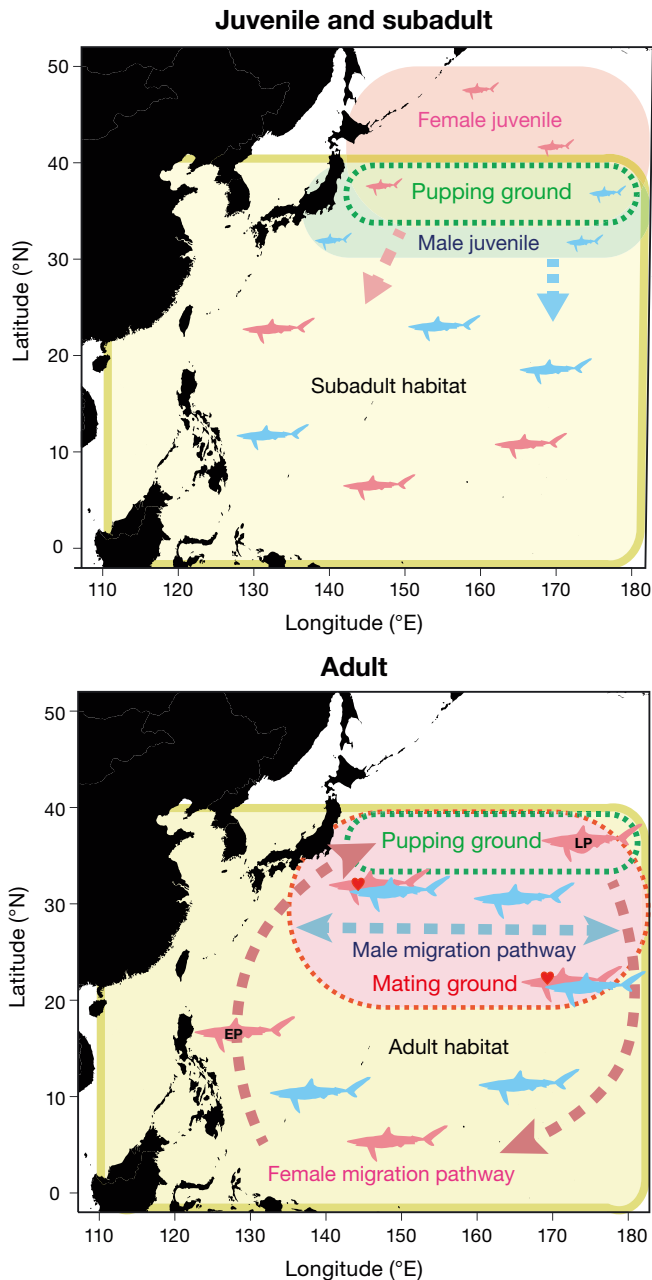 Juvenile and subadult
50
40
30
20
10
0
Latitude (°N)
Female juvenile
Pupping ground
Male juvenile
Subadult habitat
110 120 130 140 150 160 170 180
Longitude (°E)
Adult
50
40
30
20
10
0
Latitude (°N)
Pupping ground
LP
Male migration pathway
Mating ground
EP
Adult habitat
Female migration pathway
110 120 130 140 150 160 170 180
Longitude (°E)